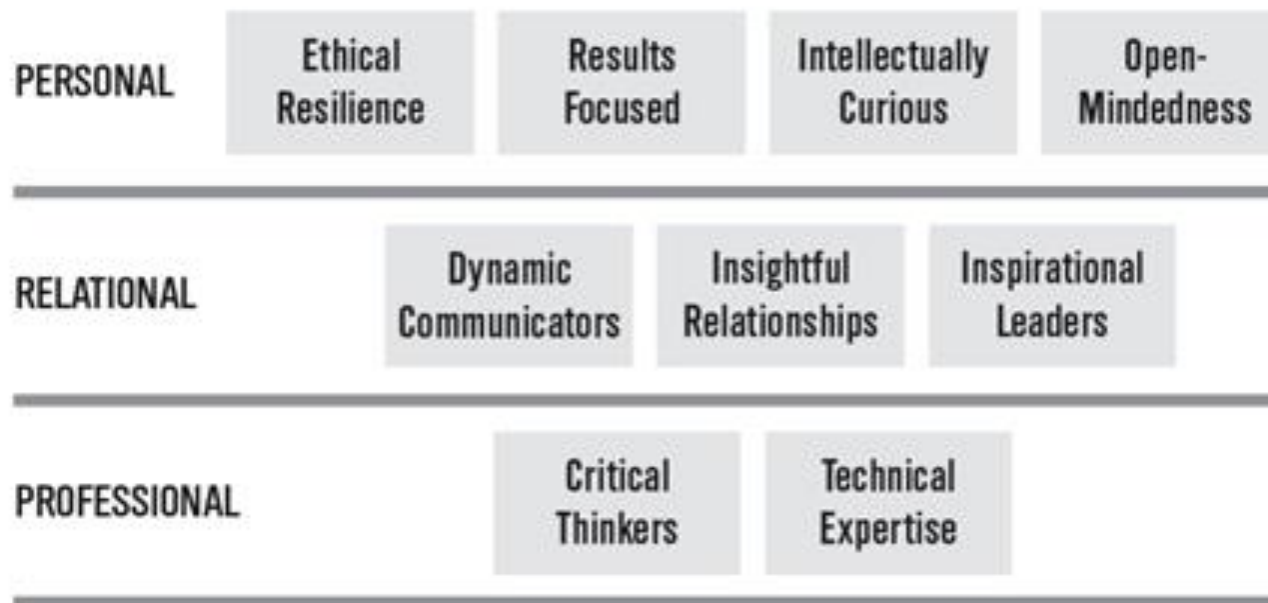 PERSONAL
Ethical
Resilience
Results
Focused
Intellectually
Curious
Open-
Mindedness
RELATIONAL
Dynamic
Communicators
Insightful
Relationships
Inspirational
Leaders
PROFESSIONAL
Critical
Thinkers
Technical
Expertise